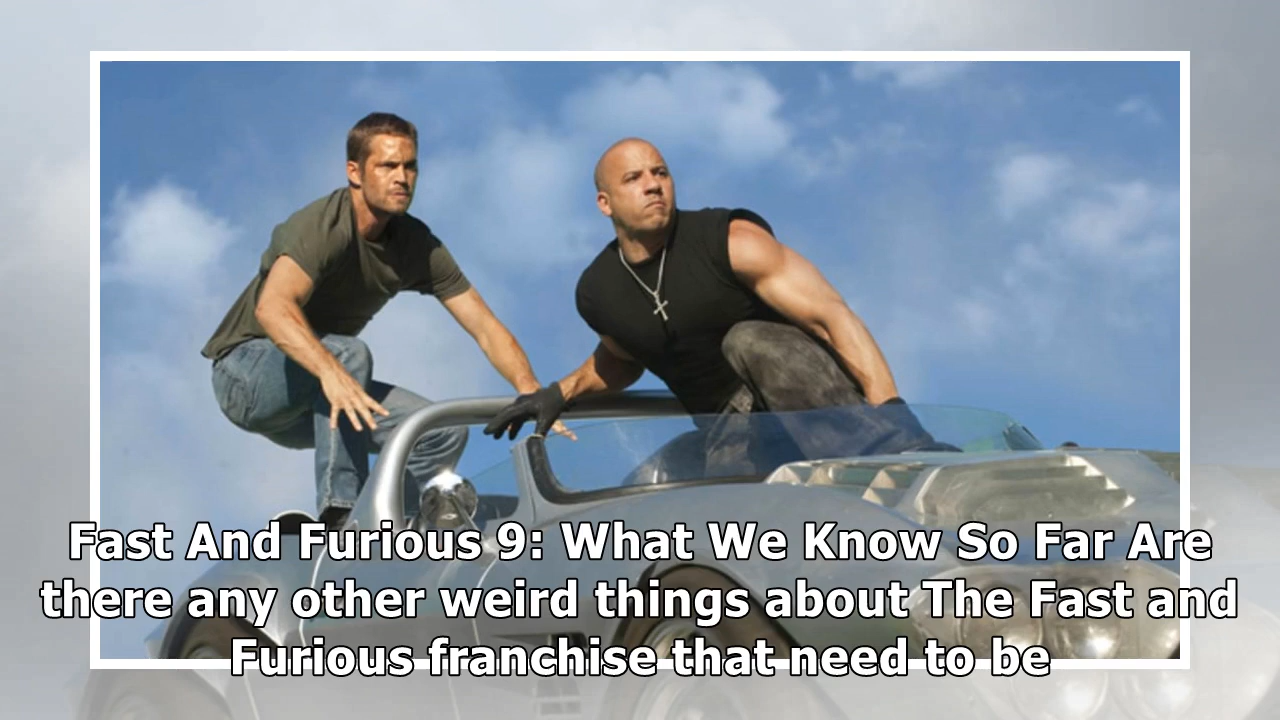 Fast And Furious 9: What We Know So Far Are
there any other weird things about The Fast and
Furious franchise that need to be